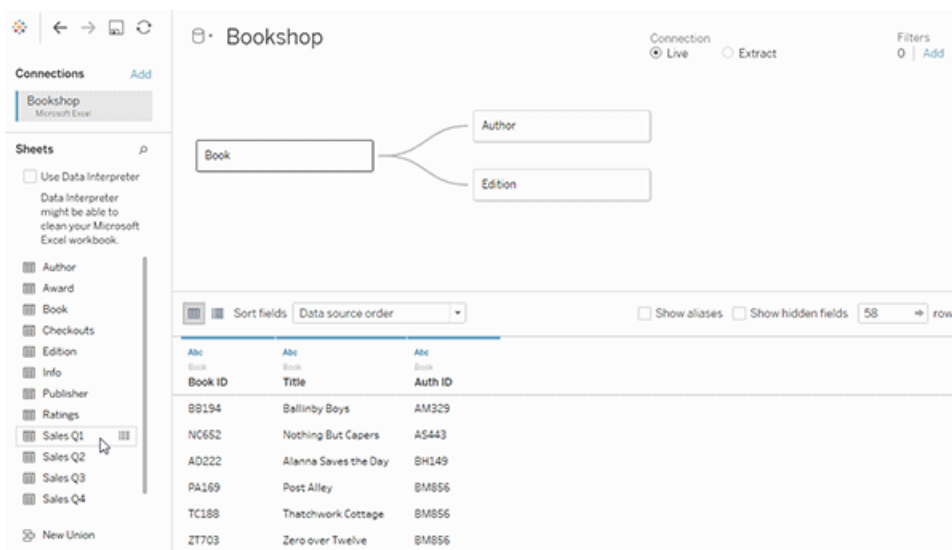 Bookshop
Connection
Live
Extract
Filters
0 | Add
Connections Add
Bookshop
Microsoft Excel
Sheets
Use Data Interpreter
Data Interpreter
might be able to
clean your Microsoft
Excel workbook.
Author
Award
Book
Checkouts
Edition
Info
Publisher
Ratings
Sales Q1
Sales Q2
Sales Q3
Sales Q4
New Union
Book
Author
Edition
Sort fields Data source order
Show aliases Show hidden fields 58 row
Abc Abc Abc
Book Book Book
Book ID Title Auth ID
BB194 Ballinby Boys AM329
NC652 Nothing But Capers AS443
AD222 Alanna Saves the Day BH149
PA169 Post Alley BM856
TC188 Thatchwork Cottage BM856
ZT703 Zero over Twelve BM856